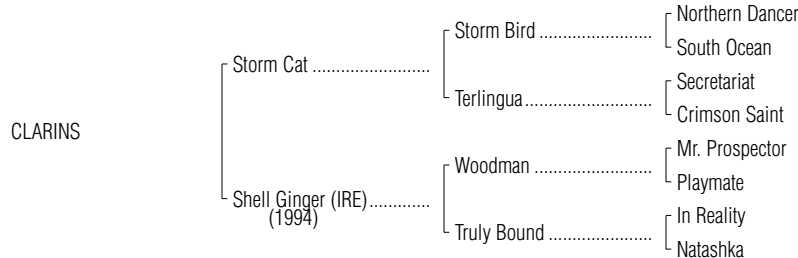 Northern Dancer
Storm Bird ........................
South Ocean
Storm Cat .........................
Secretariat
Terlingua...........................
Crimson Saint
CLARINS
Mr. Prospector
Woodman .........................
Playmate
Shell Ginger (IRE).............
(1994)
In Reality
Truly Bound ......................
Natashka